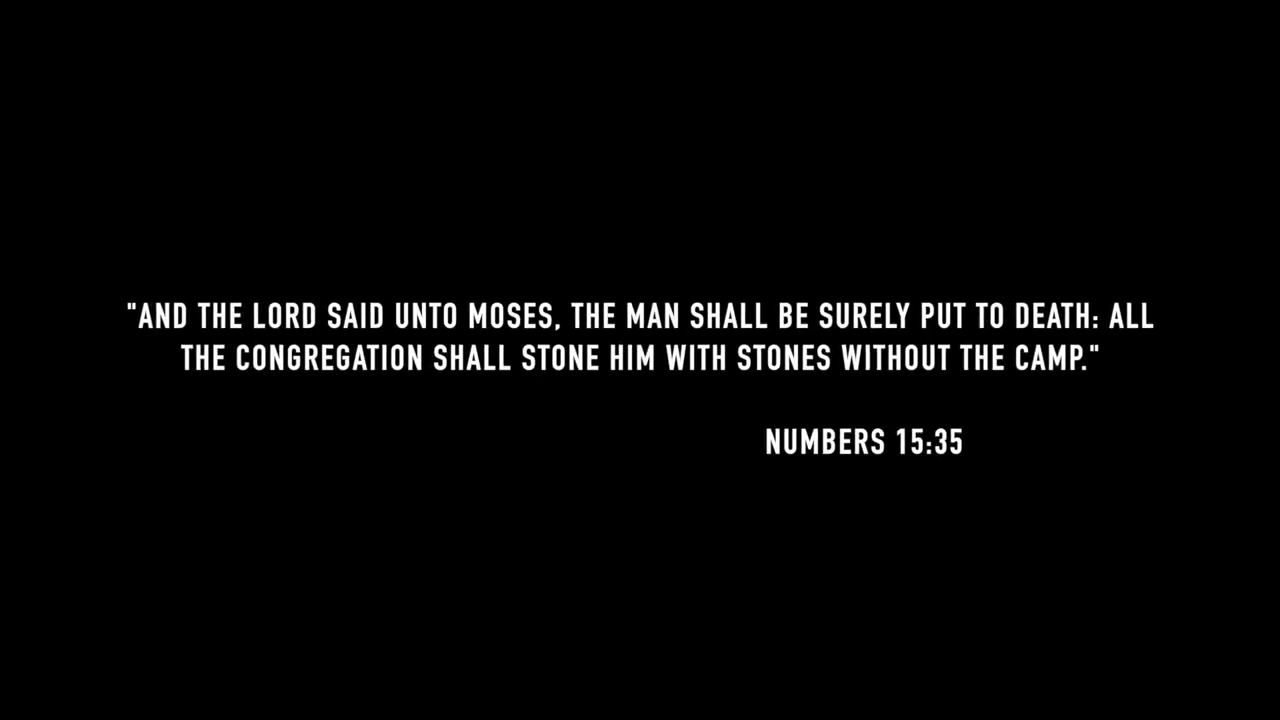 "AND THE LORD SAID UNTO MOSES, THE MAN SHALL BE SURELY PUT TO DEATH: ALL
THE CONGREGATION SHALL STONE HIM WITH STONES WITHOUT THE CAMP."
NUMBERS 15:35